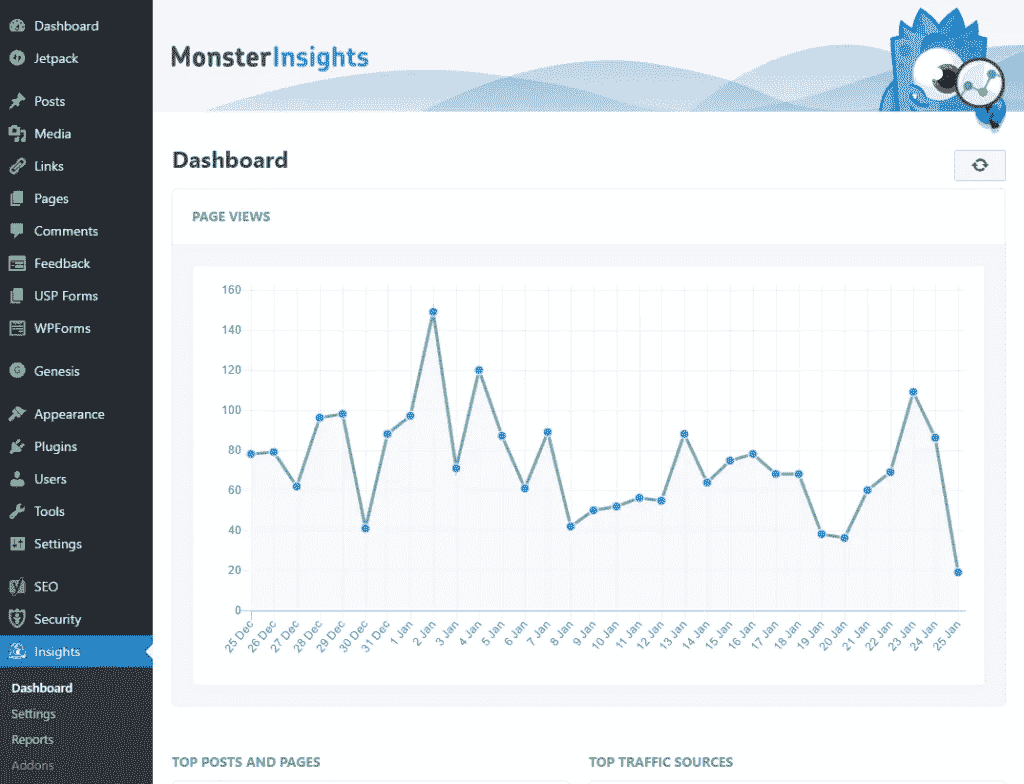 Dashboard
Jetpack
Posts
Media
Links
Pages
Comments
Feedback
USP Forms
WPForms
Genesis
Appearance
Plugins
Users
Tools
Settings
SEO
Security
Insights
Dashboard
Settings
Reports
Addons
MonsterInsights
Dashboard
PAGE VIEWS
160
140
120
100
80
60
40
20
0
25 Dec
26 Dec
27 Dec
28 Dec
29 Dec
30 Dec
31 Dec
1 Jan
2 Jan
3 Jan
4 Jan
5 Jan
6 Jan
7 Jan
8 Jan
9 Jan
10 Jan
11 Jan
12 Jan
13 Jan
14 Jan
15 Jan
16 Jan
17 Jan
18 Jan
19 Jan
20 Jan
21 Jan
22 Jan
23 Jan
24 Jan
25 Jan
TOP POSTS AND PAGES
TOP TRAFFIC SOURCES